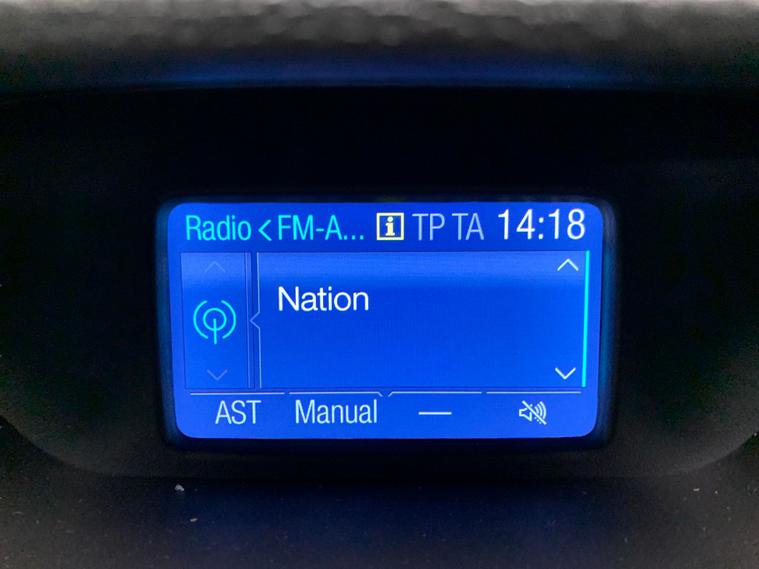 Radio < FM-A... i TP TA 14:18
Nation
AST Manual —